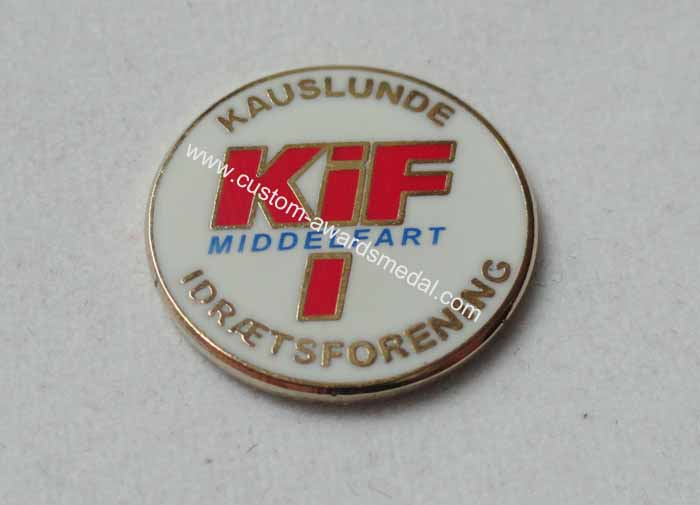 KAUSLUNDE
KiF
MIDDELFART
IDRÆTSFORENING
www.custom-awardsmedal.com